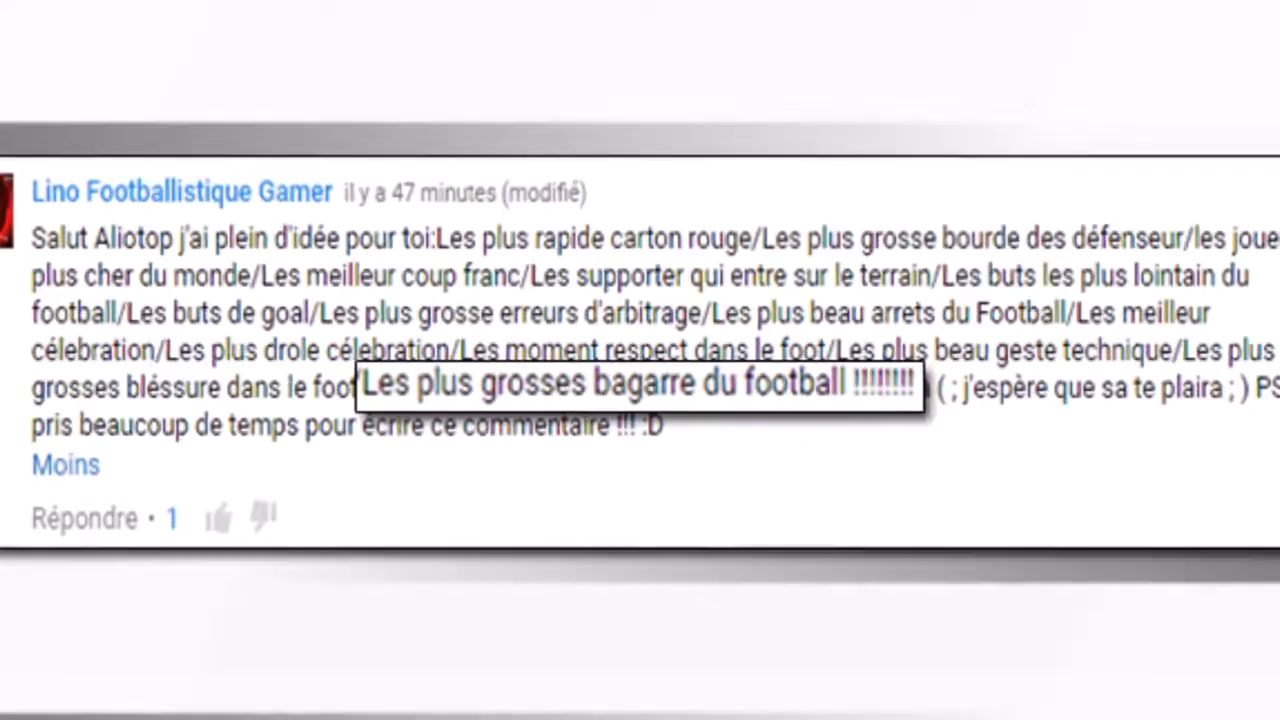 Lino Footballistique Gamer il y a 47 minutes (modifié)
Salut Aliotop j'ai plein d'idée pour toi:Les plus rapide carton rouge/Les plus grosse bourde des défenseur/les joue
plus cher du monde/Les meilleur coup franc/Les supporter qui entre sur le terrain/Les buts les plus lointain du
football/Les buts de goal/Les plus grosse erreurs d'arbitrage/Les plus beau arrets du Football/Les meilleur
célebration/Les plus drole célebration/Les moment respect dans le foot/Les plus beau geste technique/Les plus
grosses bléssure dans le foot Les plus grosses bagarre du football !!!!!!!! ( ; j'espère que sa te plaira ; ) PS
pris beaucoup de temps pour écrire ce commentaire !!! :D
Moins
Répondre · 1